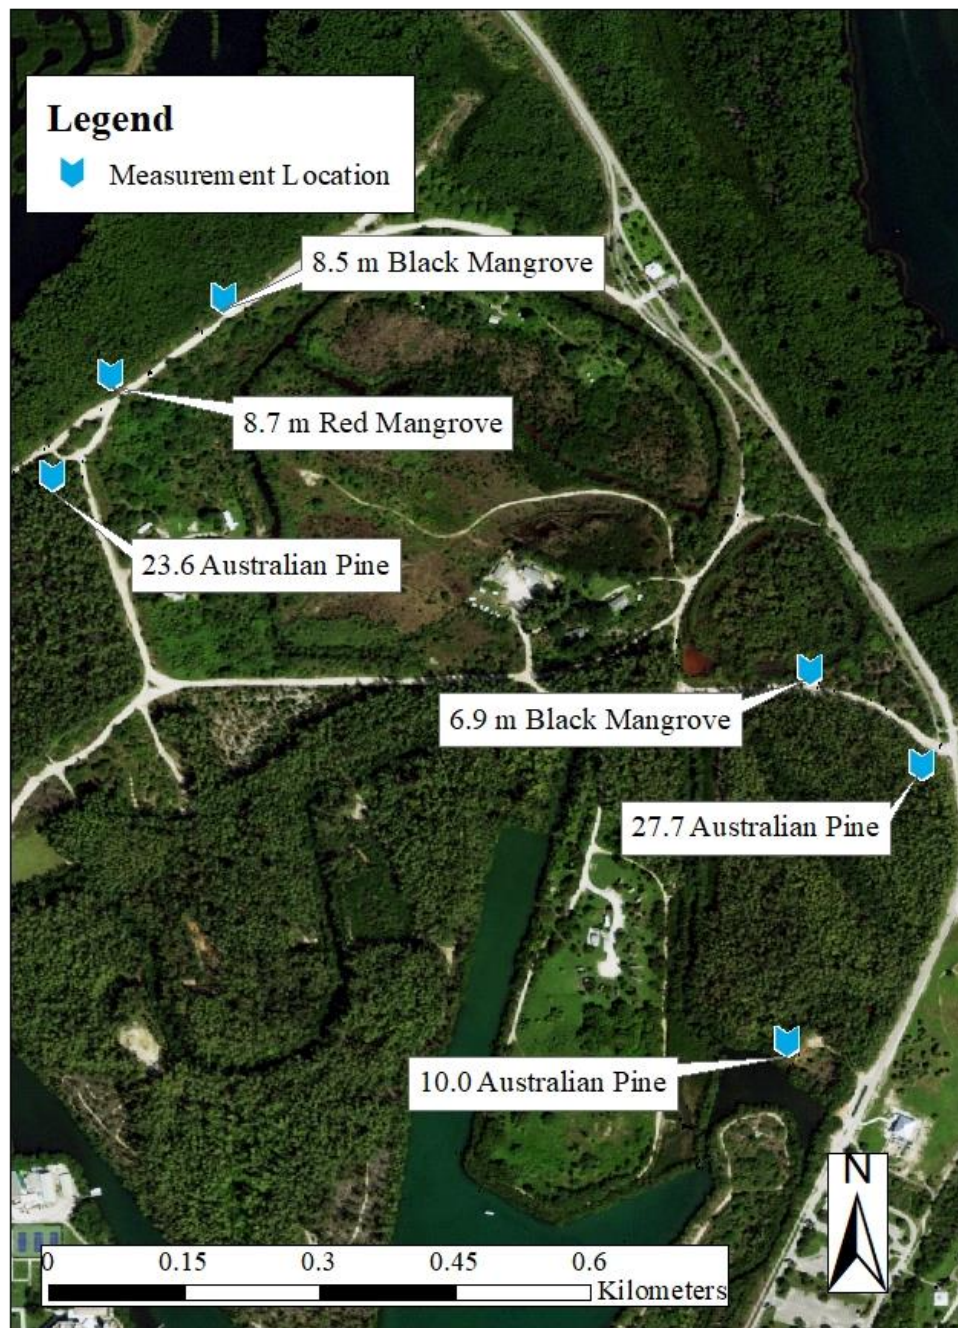 Legend
Measurement Location
8.5 m Black Mangrove
8.7 m Red Mangrove
23.6 Australian Pine
6.9 m Black Mangrove
27.7 Australian Pine
10.0 Australian Pine
N
0 0.15 0.3 0.45 0.6
Kilometers